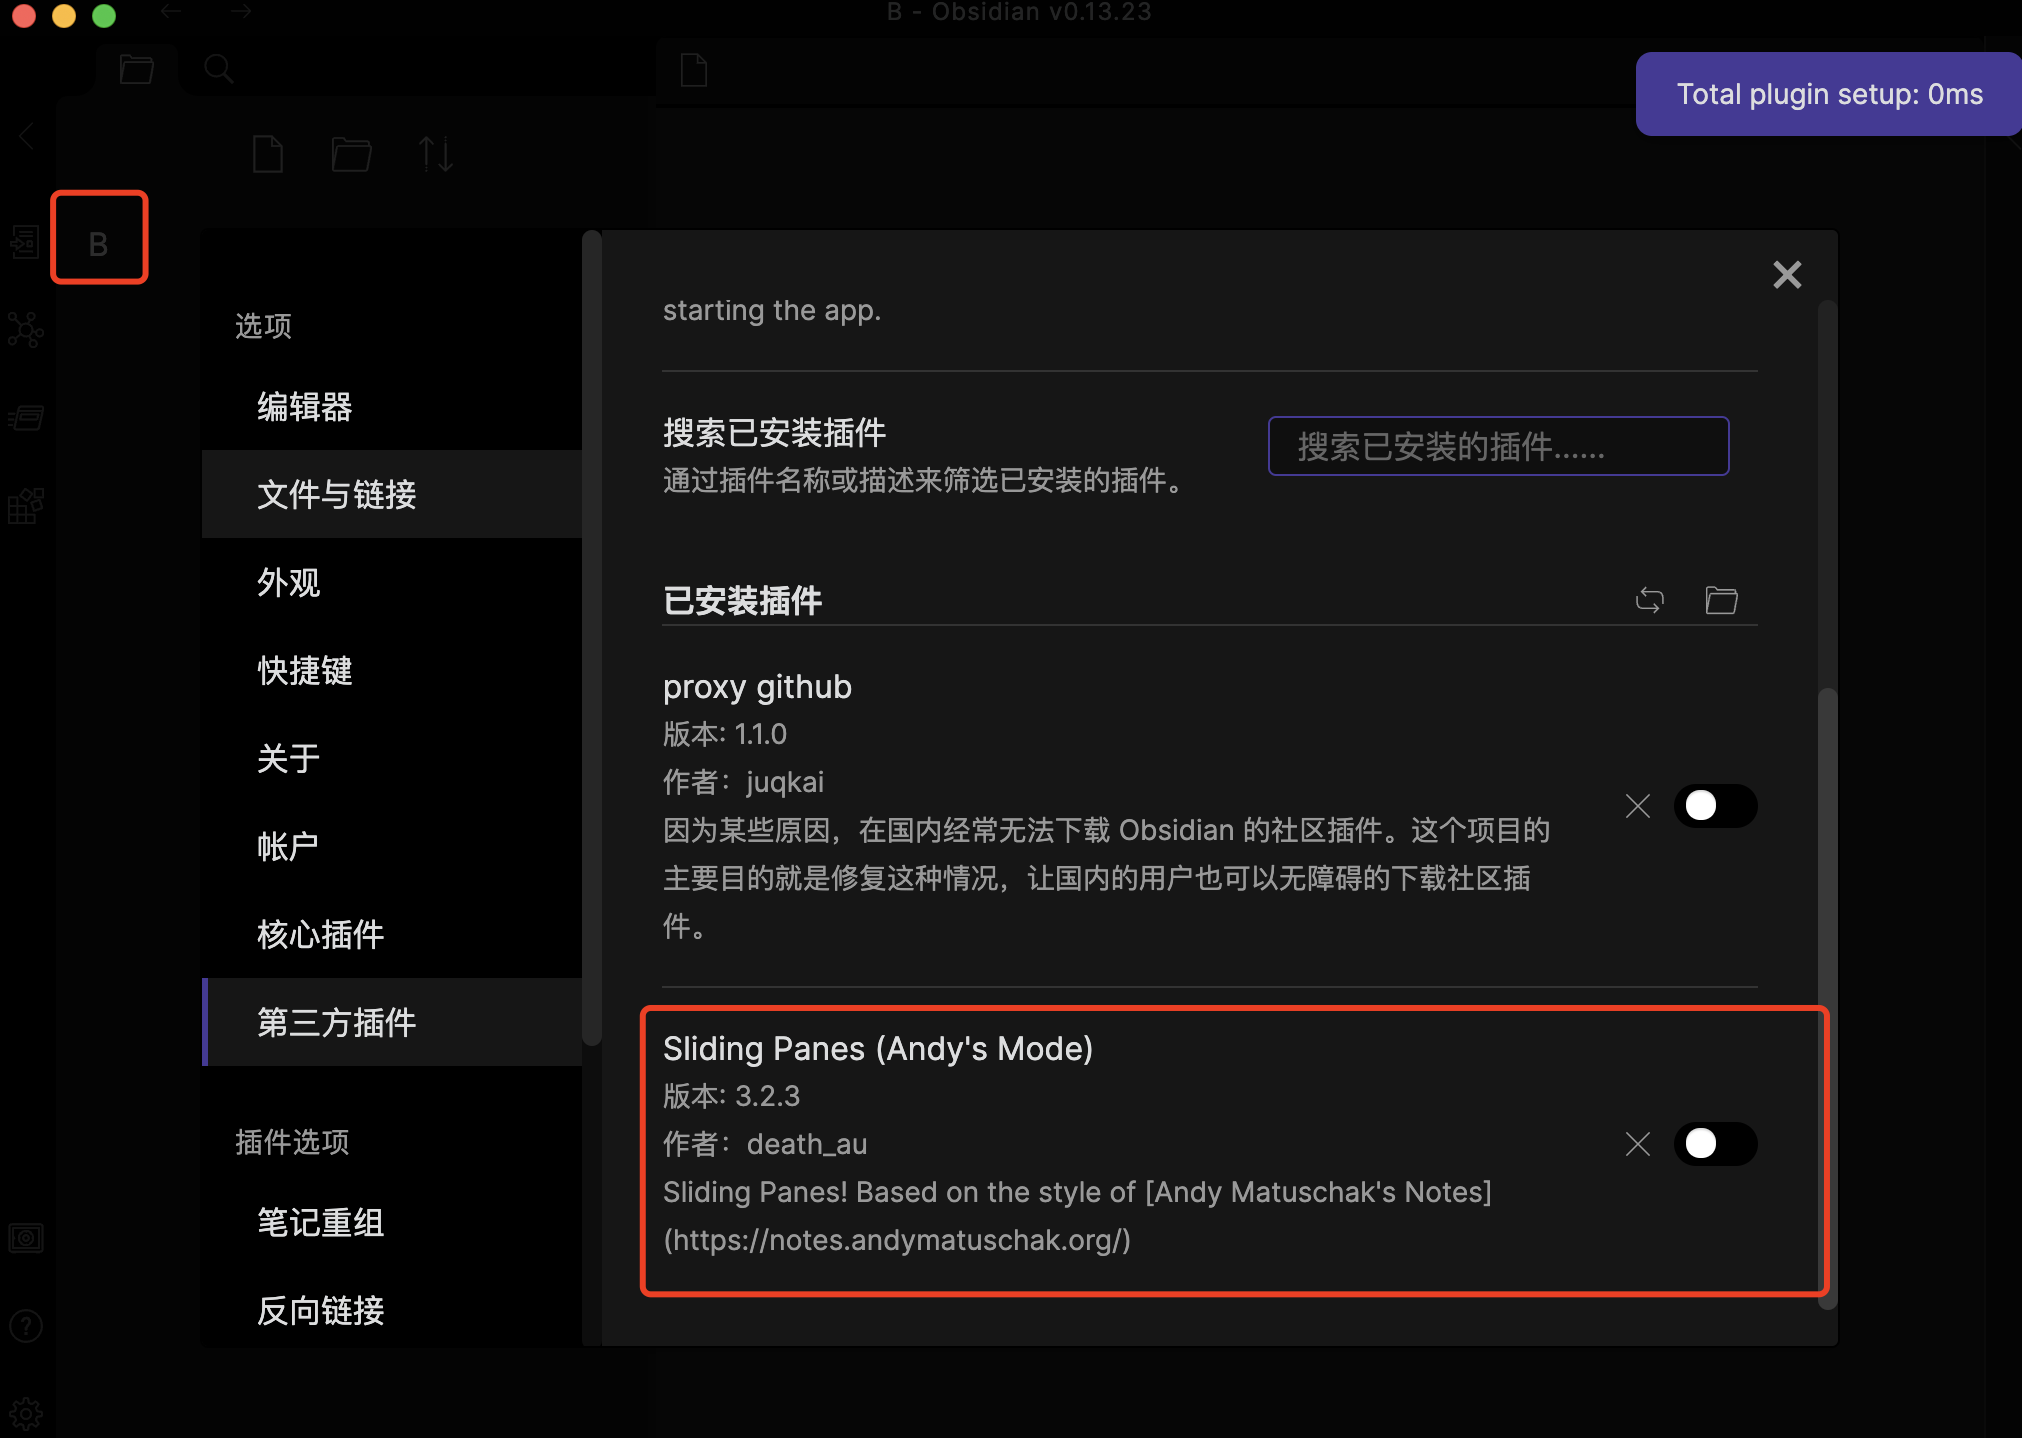 B - Obsidian v0.13.23
Total plugin setup: 0ms
B
选项
编辑器
文件与链接
外观
快捷键
关于
帐户
核心插件
第三方插件
插件选项
笔记重组
反向链接
starting the app.
搜索已安装插件
通过插件名称或描述来筛选已安装的插件。
搜索已安装的插件......
已安装插件
proxy github
版本: 1.1.0
作者：juqkai
因为某些原因，在国内经常无法下载 Obsidian 的社区插件。这个项目的
主要目的就是修复这种情况，让国内的用户也可以无障碍的下载社区插
件。
Sliding Panes (Andy's Mode)
版本: 3.2.3
作者：death_au
Sliding Panes! Based on the style of [Andy Matuschak's Notes]
(https://notes.andymatuschak.org/)